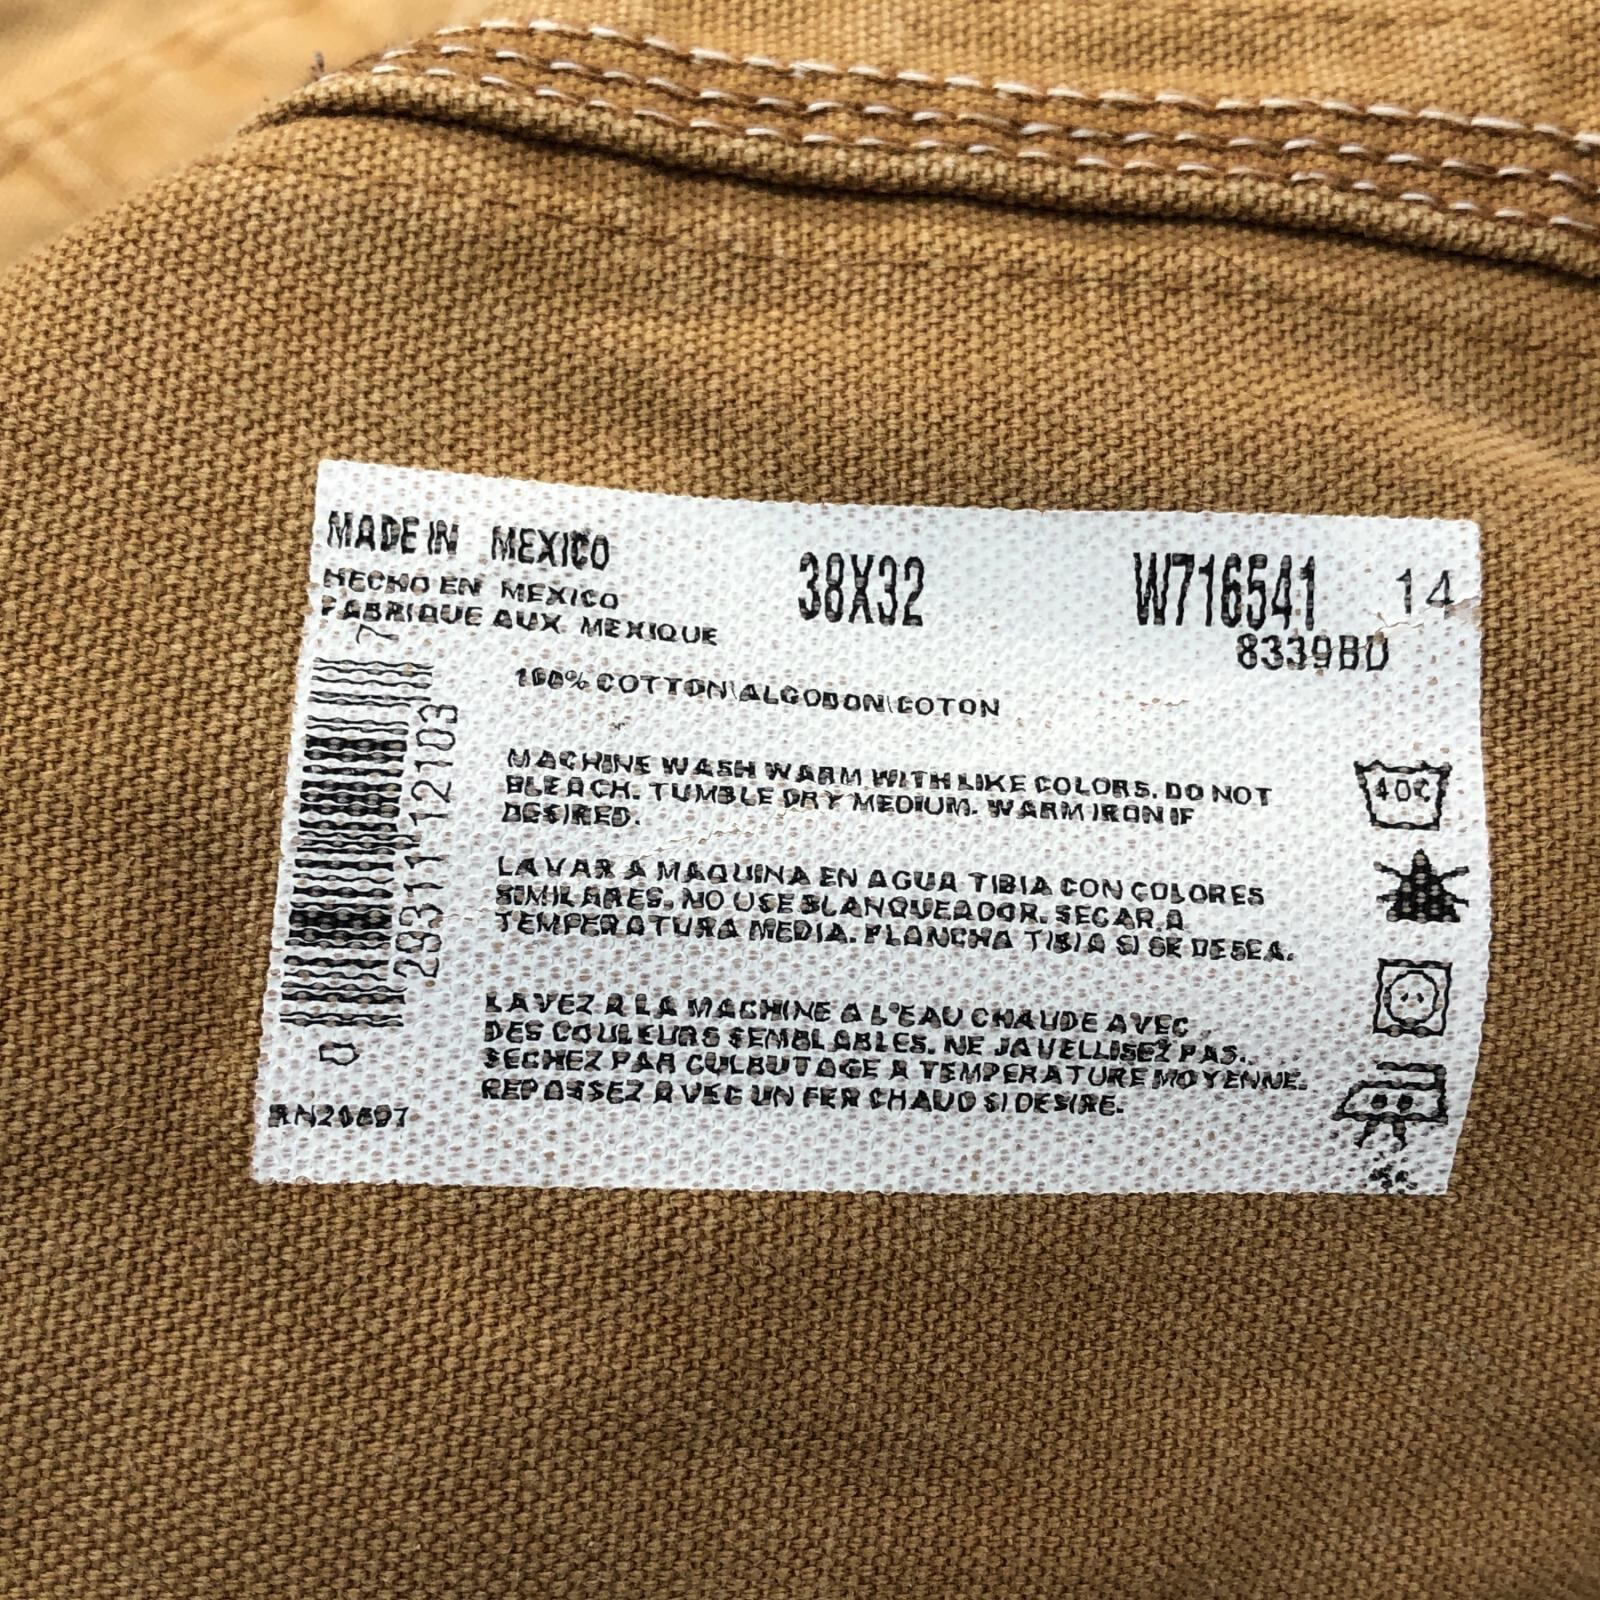 MADE IN MEXICO 38X32 W716541 14
HECHO EN MEXICO 8339BD
FABRIQUE AUX MEXIQUE
100% COTTON\ALGODON\COTON
MACHINE WASH WARM WITH LIKE COLORS. DO NOT
BLEACH. TUMBLE DRY MEDIUM. WARM IRON IF
DESIRED.
LAVAR A MAQUINA EN AGUA TIBIA CON COLORES
SIMILARES. NO USE BLANQUEADOR. SECAR A
TEMPERATURA MEDIA. PLANCHA TIBIA SI SE DESEA.
LAVEZ A LA MACHINE A L'EAU CHAUDE AVEC
DES COULEURS SEMBLABLES. NE JAVELLISEZ PAS.
SECHEZ PAR CULBUTAGE A TEMPERATURE MOYENNE.
REPASSEZ AVEC UN FER CHAUD SI DESIRE.
7
29311 12103
0
40C